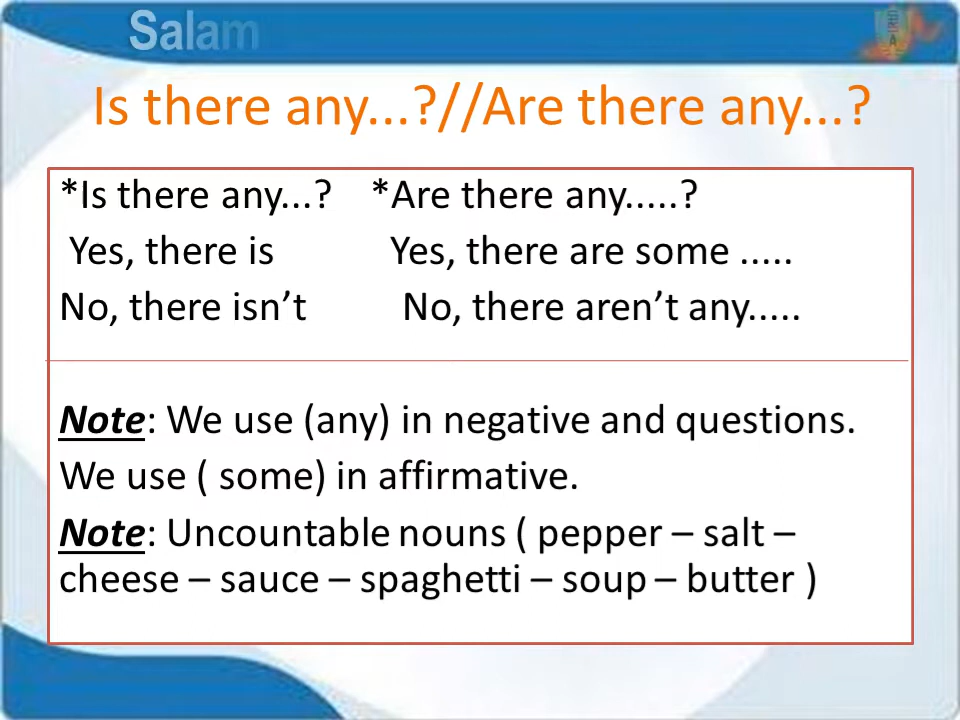 Salam
Is there any...?//Are there any...?
*Is there any...? *Are there any.....?
Yes, there is Yes, there are some .....
No, there isn’t No, there aren’t any.....
Note: We use (any) in negative and questions.
We use ( some) in affirmative.
Note: Uncountable nouns ( pepper – salt –
cheese – sauce – spaghetti – soup – butter )